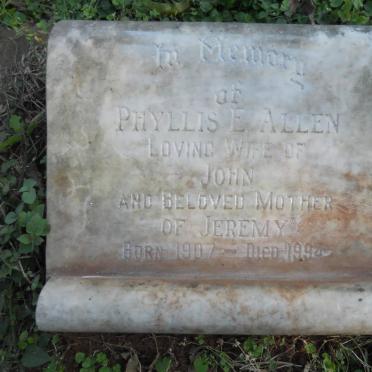 In Memory
of
PHYLLIS E. ALLEN
LOVING WIFE OF
JOHN
AND BELOVED MOTHER
OF JEREMY
BORN 1907 – DIED